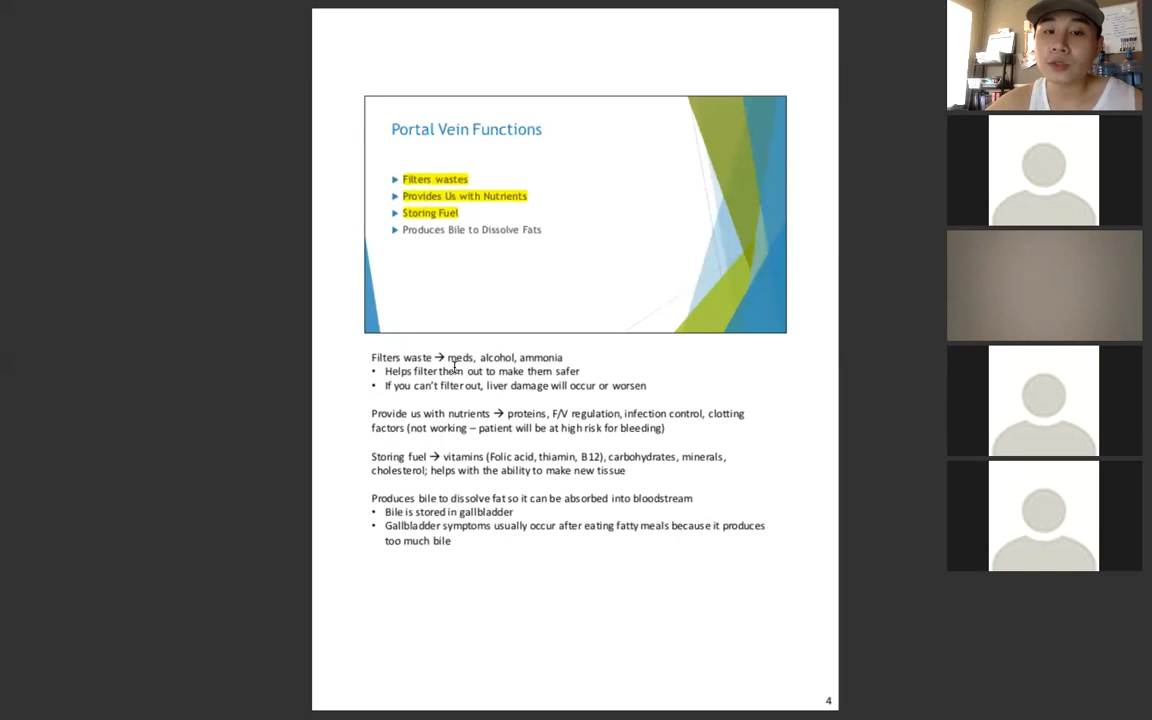 Portal Vein Functions
Filters wastes
Provides Us with Nutrients
Storing Fuel
Produces Bile to Dissolve Fats
Filters waste → meds, alcohol, ammonia
• Helps filter them out to make them safer
• If you can't filter out, liver damage will occur or worsen
Provide us with nutrients → proteins, F/V regulation, infection control, clotting
factors (not working – patient will be at high risk for bleeding)
Storing fuel → vitamins (Folic acid, thiamin, B12), carbohydrates, minerals,
cholesterol; helps with the ability to make new tissue
Produces bile to dissolve fat so it can be absorbed into bloodstream
• Bile is stored in gallbladder
• Gallbladder symptoms usually occur after eating fatty meals because it produces
too much bile
4